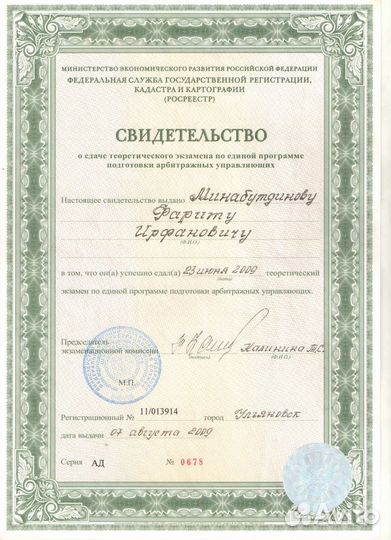 МИНИСТЕРСТВО ЭКОНОМИЧЕСКОГО РАЗВИТИЯ РОССИЙСКОЙ ФЕДЕРАЦИИ
ФЕДЕРАЛЬНАЯ СЛУЖБА ГОСУДАРСТВЕННОЙ РЕГИСТРАЦИИ,
КАДАСТРА И КАРТОГРАФИИ
(РОСРЕЕСТР)
СВИДЕТЕЛЬСТВО
о сдаче теоретического экзамена по единой программе
подготовки арбитражных управляющих
Настоящее свидетельство выдано Минабутдинову
Фариту
Ирфановичу
(Ф.И.О.)
в том, что он(а) успешно сдал(а) 23 июня 2009 теоретический
(дата)
экзамен по единой программе подготовки арбитражных управляющих.
Председатель
экзаменационной комиссии Калинина Т.С.
(подпись) (Ф.И.О.)
М.П.
Регистрационный № 11/013914 город Ульяновск
дата выдачи 07 августа 2009
Серия АД № 0678
Avito